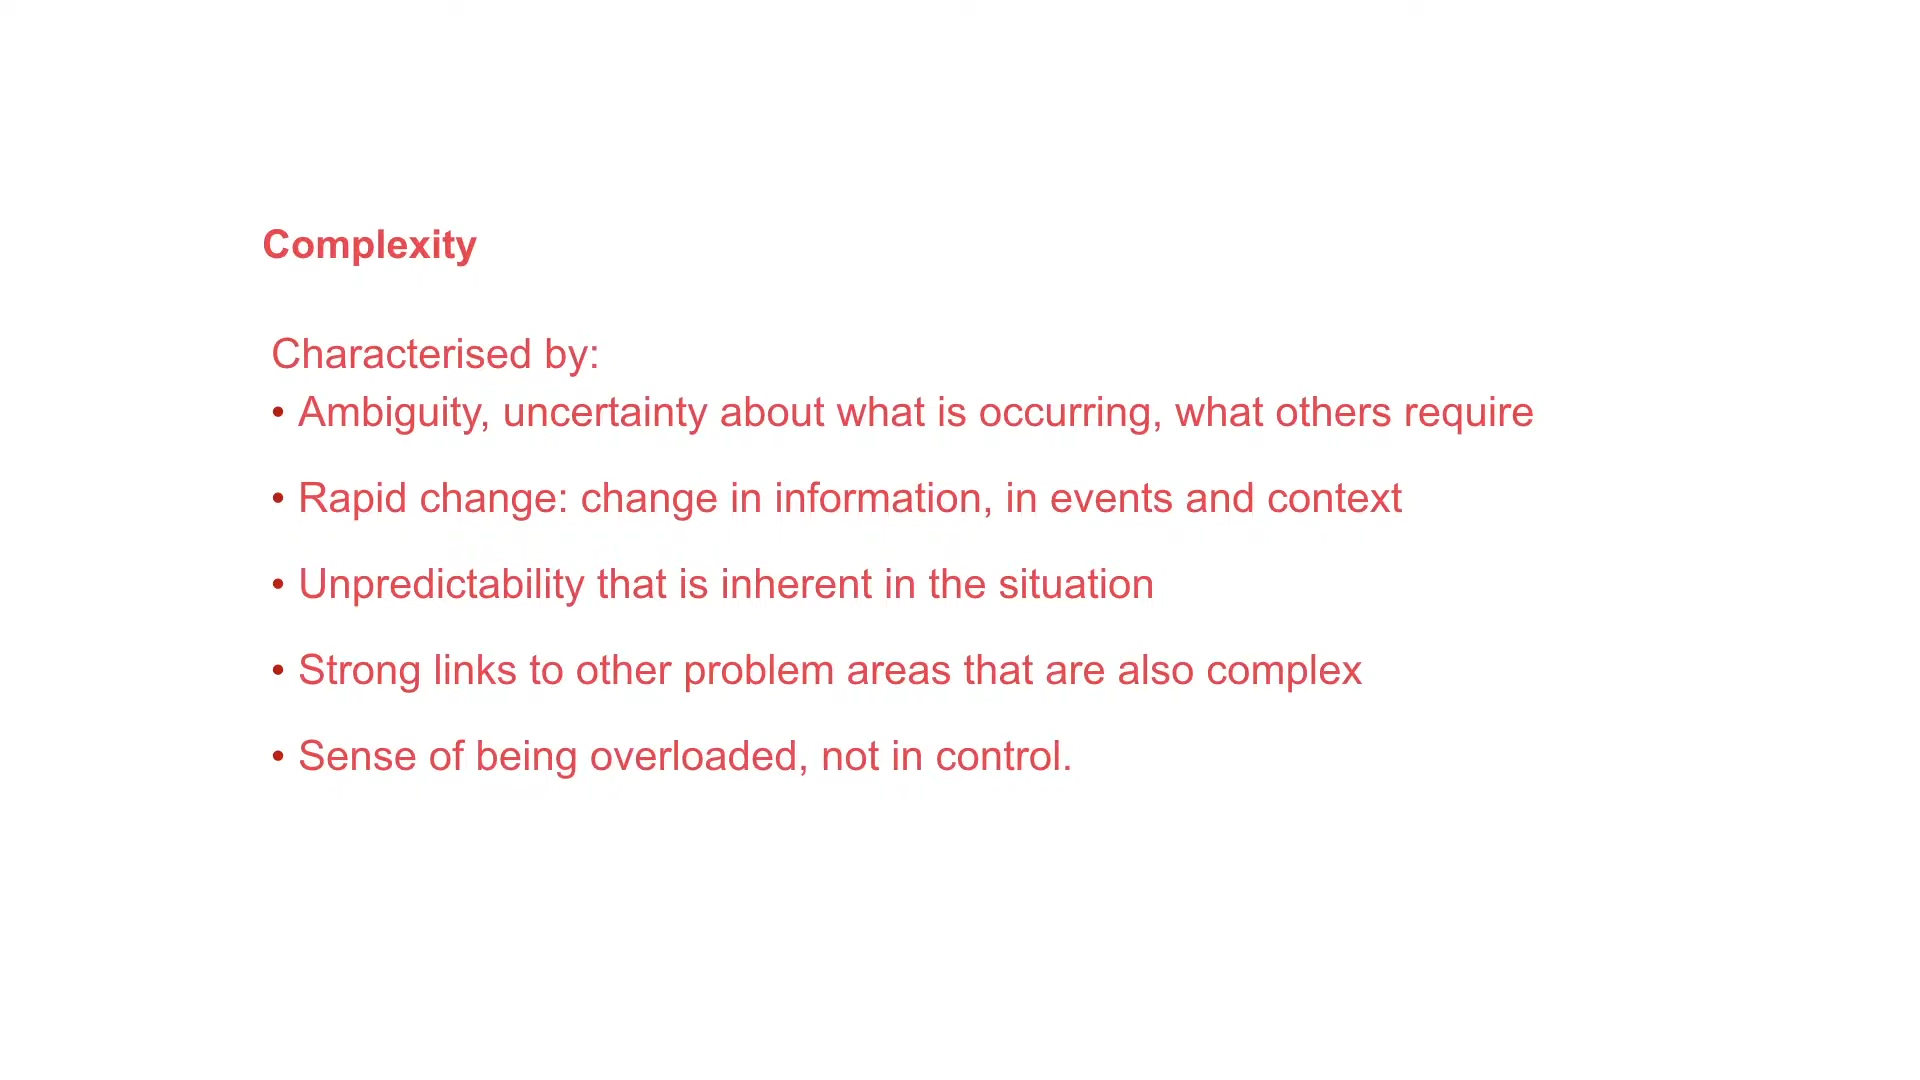 Complexity
Characterised by:
• Ambiguity, uncertainty about what is occurring, what others require
• Rapid change: change in information, in events and context
• Unpredictability that is inherent in the situation
• Strong links to other problem areas that are also complex
• Sense of being overloaded, not in control.